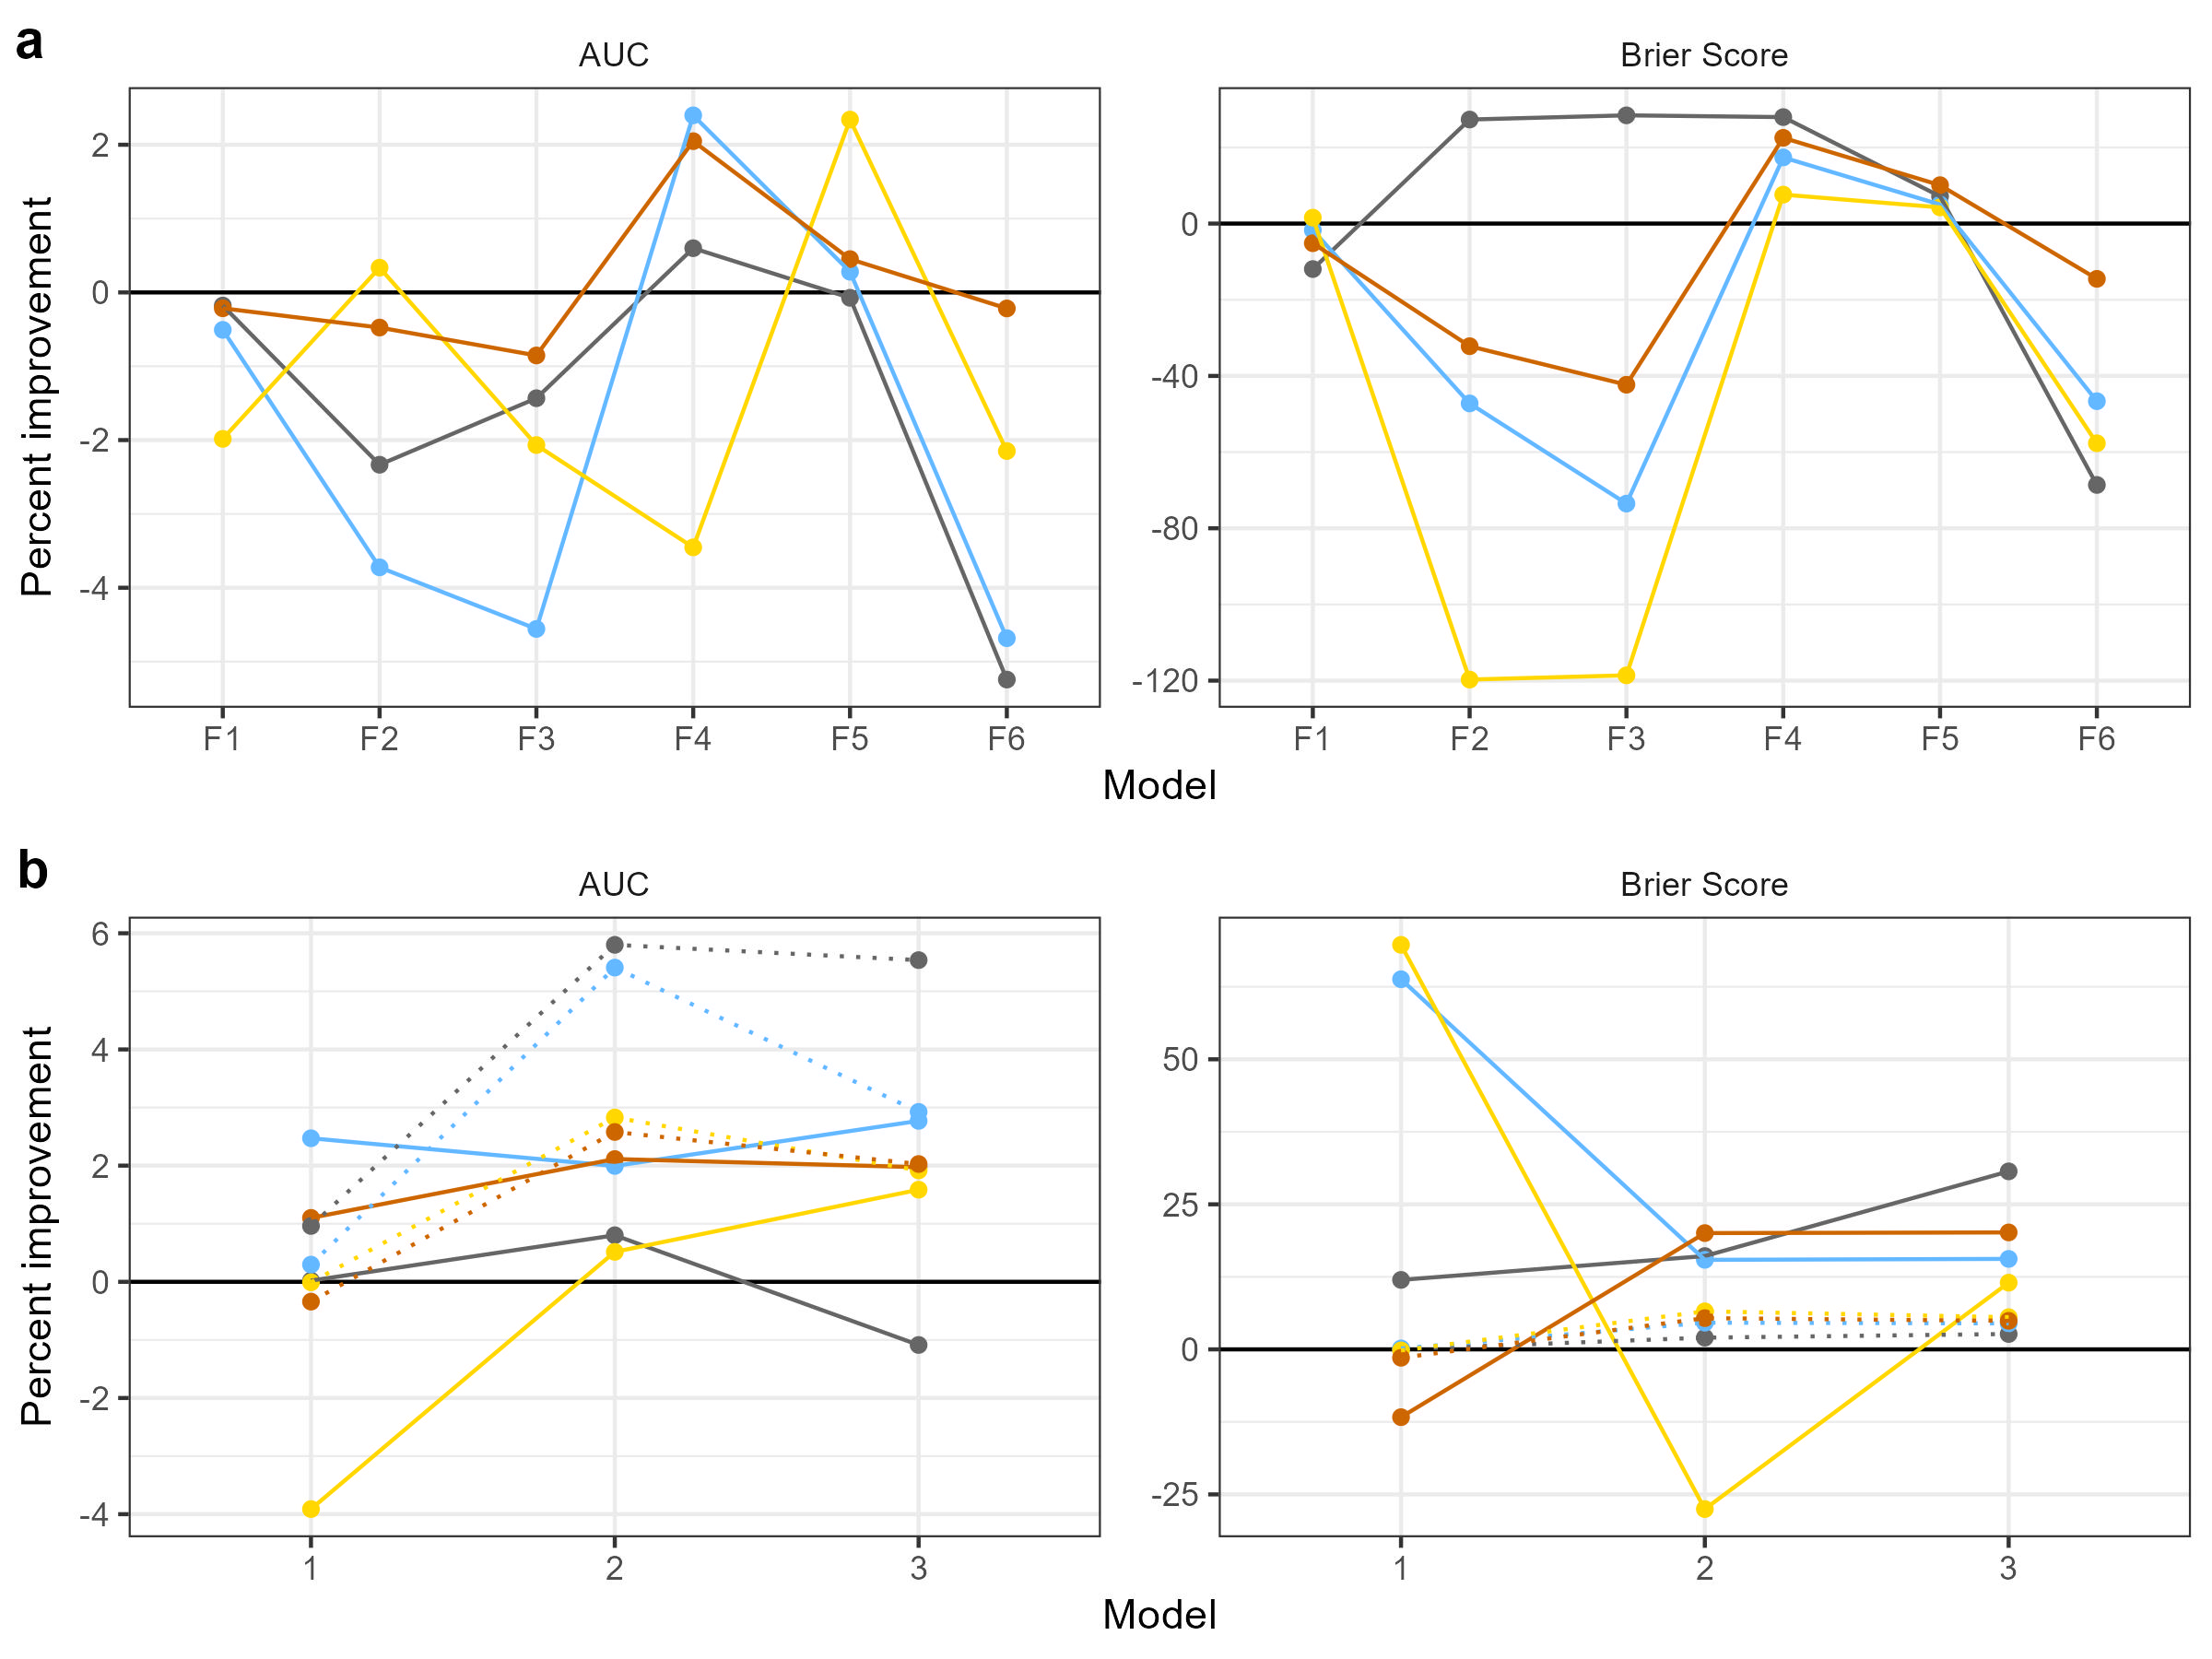 a
AUC
Brier Score
Percent improvement
2
0
-2
-4
0
-40
-80
-120
F1 F2 F3 F4 F5 F6
F1 F2 F3 F4 F5 F6
Model
b
AUC
Brier Score
Percent improvement
6
4
2
0
-2
-4
50
25
0
-25
1 2 3
1 2 3
Model